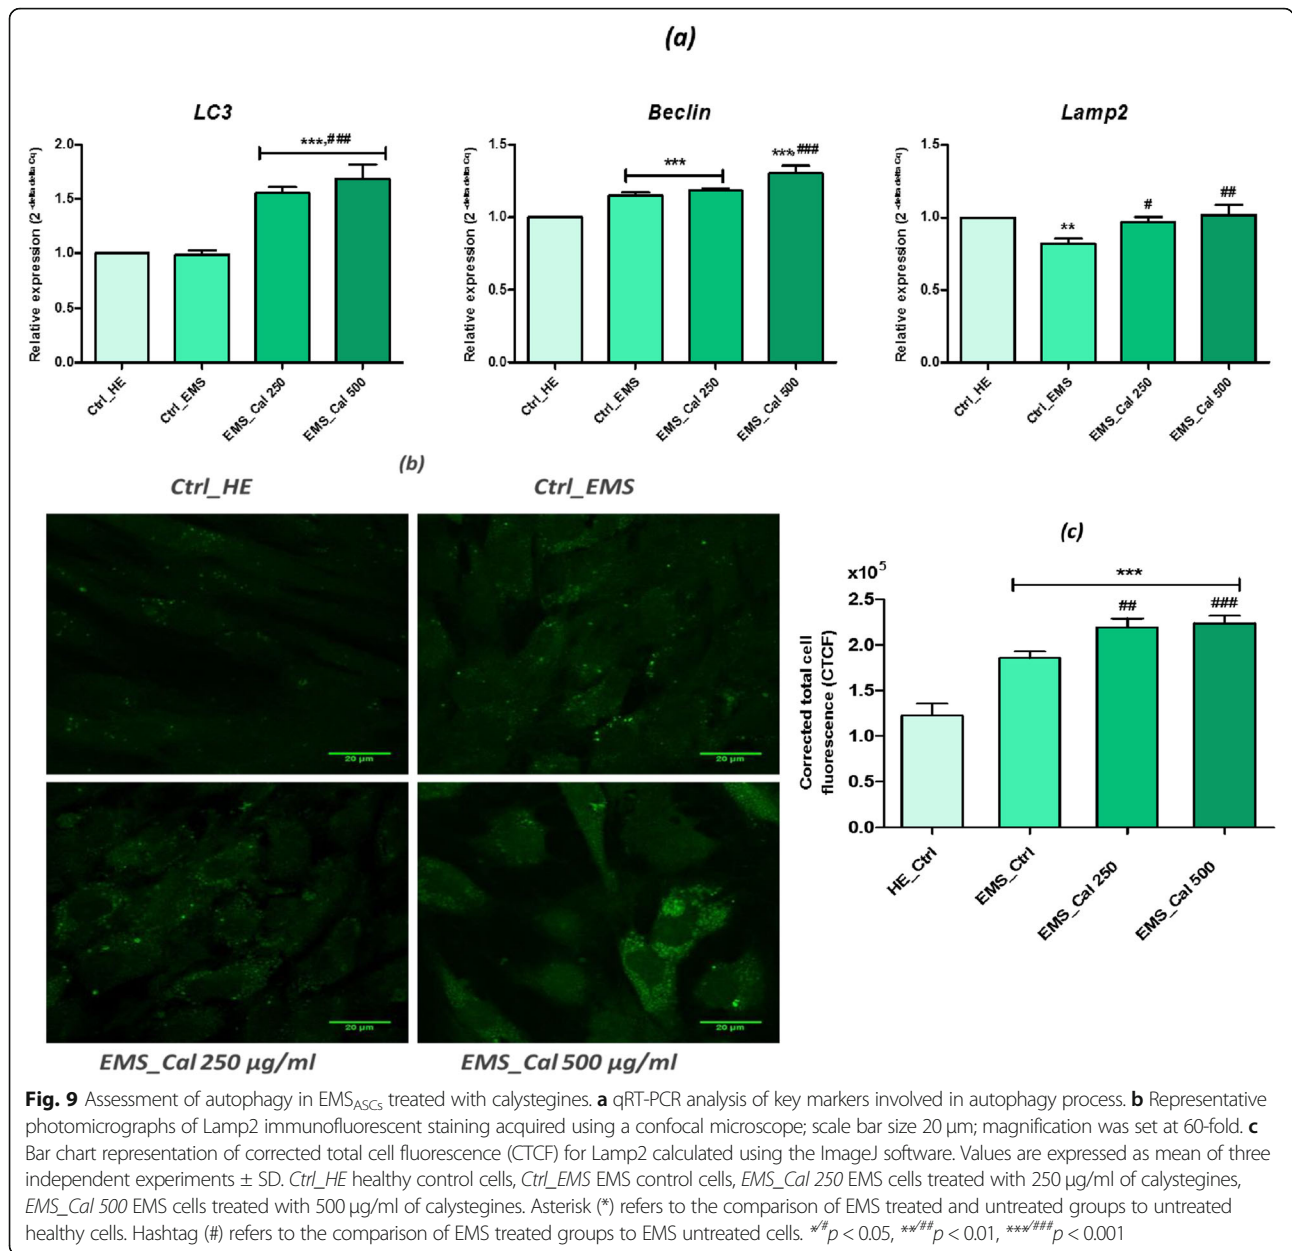 (a)
LC3
Relative expression (2^-delta delta Cq)
2.0
1.5
1.0
0.5
0.0
***,###
Ctrl_HE
Ctrl_EMS
EMS_Cal 250
EMS_Cal 500
Beclin
Relative expression (2^-delta delta Cq)
1.5
1.0
0.5
0.0
***
***,###
Ctrl_HE
Ctrl_EMS
EMS_Cal 250
EMS_Cal 500
Lamp2
Relative expression (2^-delta delta Cq)
1.5
1.0
0.5
0.0
**
#
##
Ctrl_HE
Ctrl_EMS
EMS_Cal 250
EMS_Cal 500
(b)
Ctrl_HE
Ctrl_EMS
20 µm
20 µm
20 µm
20 µm
EMS_Cal 250 µg/ml
EMS_Cal 500 µg/ml
(c)
x10^5
Corrected total cell
fluorescence (CTCF)
2.5
2.0
1.5
1.0
0.5
0.0
***
##
###
HE_Ctrl
EMS_Ctrl
EMS_Cal 250
EMS_Cal 500
Fig. 9 Assessment of autophagy in EMS_ASCs treated with calystegines. a qRT-PCR analysis of key markers involved in autophagy process. b Representative
photomicrographs of Lamp2 immunofluorescent staining acquired using a confocal microscope; scale bar size 20 µm; magnification was set at 60-fold. c
Bar chart representation of corrected total cell fluorescence (CTCF) for Lamp2 calculated using the ImageJ software. Values are expressed as mean of three
independent experiments ± SD. Ctrl_HE healthy control cells, Ctrl_EMS EMS control cells, EMS_Cal 250 EMS cells treated with 250 µg/ml of calystegines,
EMS_Cal 500 EMS cells treated with 500 µg/ml of calystegines. Asterisk (*) refers to the comparison of EMS treated and untreated groups to untreated
healthy cells. Hashtag (#) refers to the comparison of EMS treated groups to EMS untreated cells. */#p < 0.05, **/##p < 0.01, ***/###p < 0.001